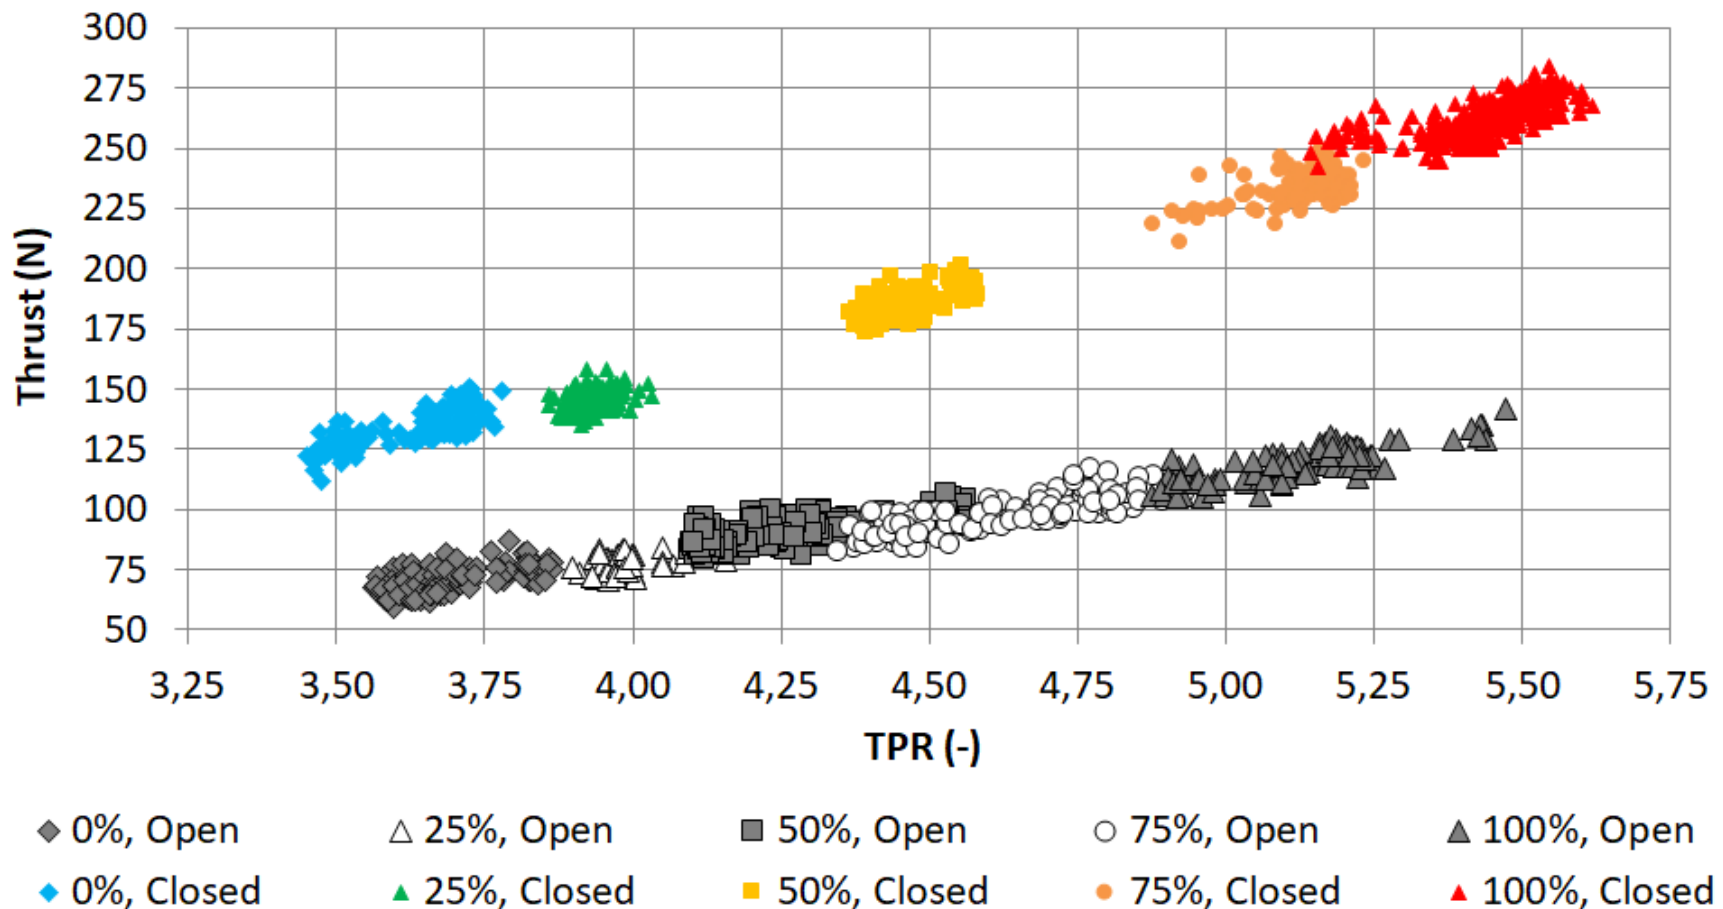 300
275
250
225
200
175
150
125
100
75
50
Thrust (N)
3,25 3,50 3,75 4,00 4,25 4,50 4,75 5,00 5,25 5,50 5,75
TPR (-)
0%, Open 25%, Open 50%, Open 75%, Open 100%, Open
0%, Closed 25%, Closed 50%, Closed 75%, Closed 100%, Closed